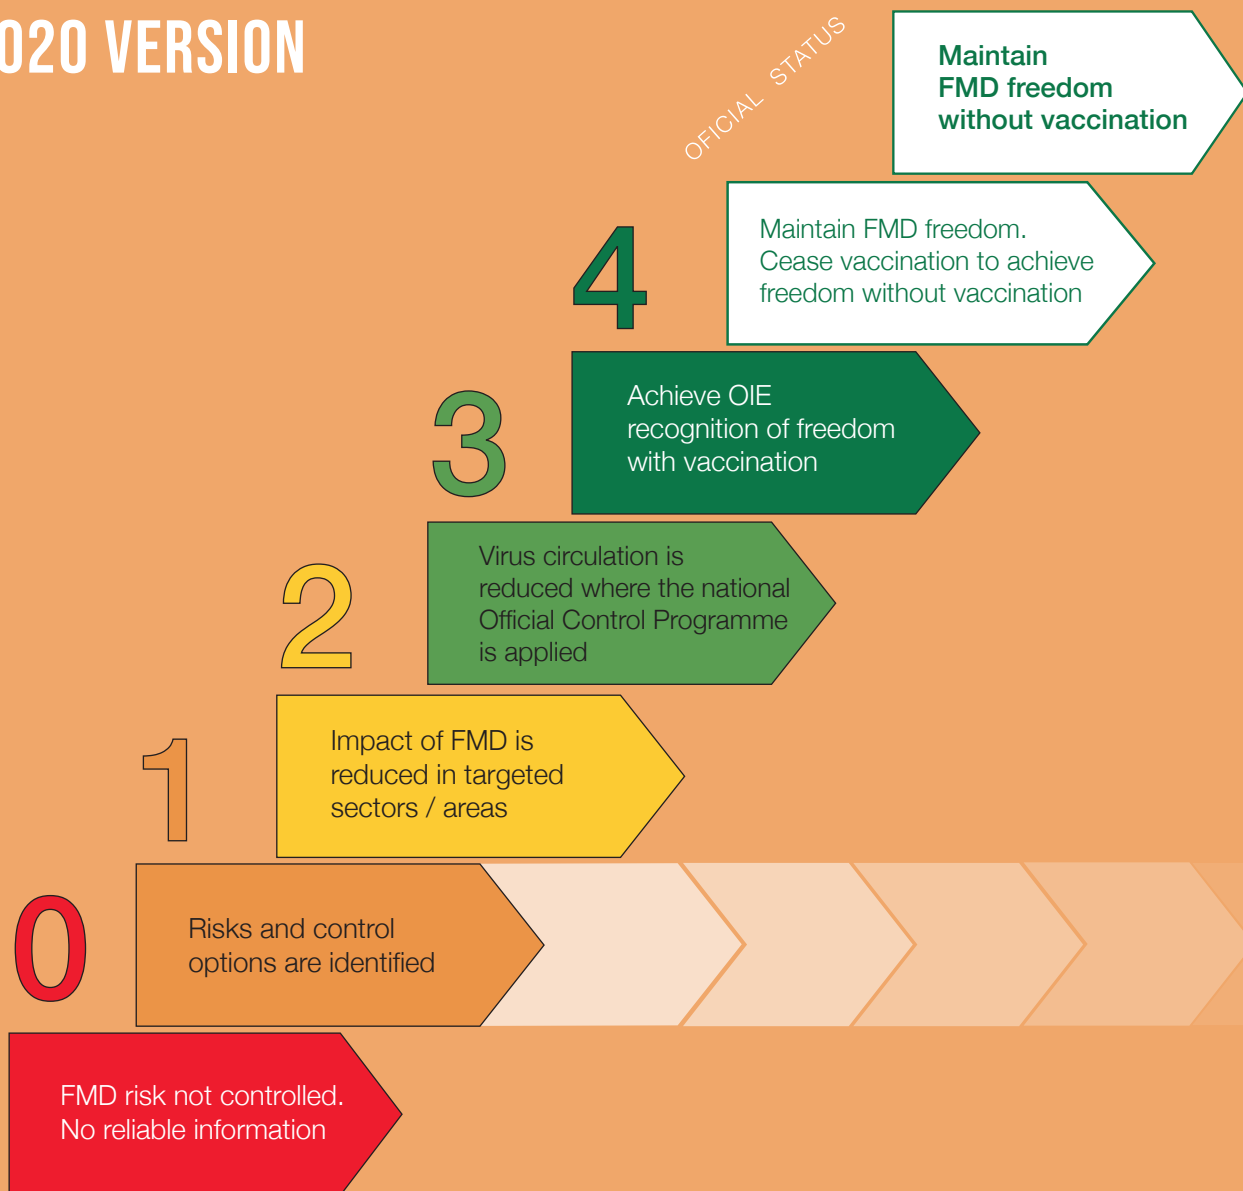 020 VERSION
OFICIAL STATUS
Maintain
FMD freedom
without vaccination
Maintain FMD freedom.
Cease vaccination to achieve
freedom without vaccination
4
Achieve OIE
recognition of freedom
with vaccination
3
Virus circulation is
reduced where the national
Official Control Programme
is applied
2
Impact of FMD is
reduced in targeted
sectors / areas
1
Risks and control
options are identified
0
FMD risk not controlled.
No reliable information